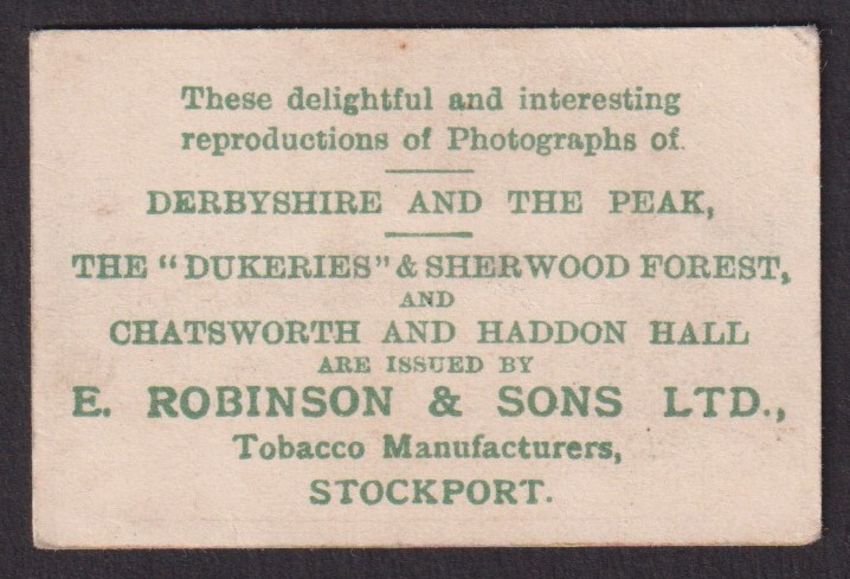 These delightful and interesting
reproductions of Photographs of.
DERBYSHIRE AND THE PEAK,
THE "DUKERIES" & SHERWOOD FOREST,
AND
CHATSWORTH AND HADDON HALL
ARE ISSUED BY
E. ROBINSON & SONS LTD.,
Tobacco Manufacturers,
STOCKPORT.